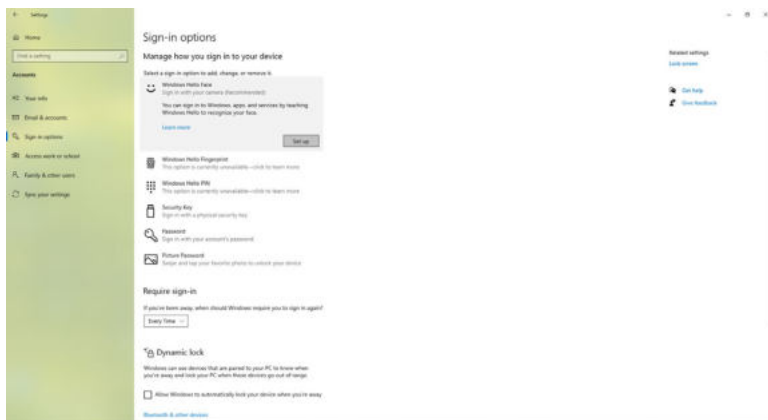 Settings
Home
Find a setting
Accounts
Your info
Email & accounts
Sign-in options
Access work or school
Family & other users
Sync your settings
Sign-in options
Manage how you sign in to your device
Select a sign-in option to add, change, or remove it.
Windows Hello Face
Sign in with your camera (Recommended)
You can sign in to Windows, apps, and services by teaching
Windows Hello to recognize your face.
Learn more
Set up
Windows Hello Fingerprint
This option is currently unavailable—click to learn more
Windows Hello PIN
This option is currently unavailable—click to learn more
Security Key
Sign in with a physical security key
Password
Sign in with your account's password
Picture Password
Swipe and tap your favorite photo to unlock your device
Require sign-in
If you've been away, when should Windows require you to sign in again?
Every Time
Dynamic lock
Windows can use devices that are paired to your PC to know when
you're away and lock your PC when those devices go out of range.
Allow Windows to automatically lock your device when you're away
Bluetooth & other devices
Related settings
Lock screen
Get help
Give feedback